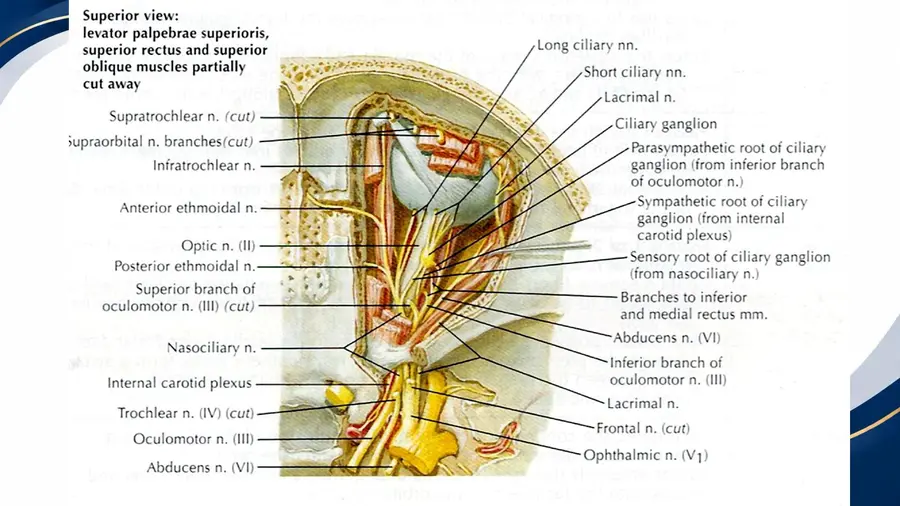 Superior view:
levator palpebrae superioris,
superior rectus and superior
oblique muscles partially
cut away
Supratrochlear n. (cut)
Supraorbital n. branches(cut)
Infratrochlear n.
Anterior ethmoidal n.
Optic n. (II)
Posterior ethmoidal n.
Superior branch of
oculomotor n. (III) (cut)
Nasociliary n.
Internal carotid plexus
Trochlear n. (IV) (cut)
Oculomotor n. (III)
Abducens n. (VI)
Long ciliary nn.
Short ciliary nn.
Lacrimal n.
Ciliary ganglion
Parasympathetic root of ciliary
ganglion (from inferior branch
of oculomotor n.)
Sympathetic root of ciliary
ganglion (from internal
carotid plexus)
Sensory root of ciliary ganglion
(from nasociliary n.)
Branches to inferior
and medial rectus mm.
Abducens n. (VI)
Inferior branch of
oculomotor n. (III)
Lacrimal n.
Frontal n. (cut)
Ophthalmic n. (V1)